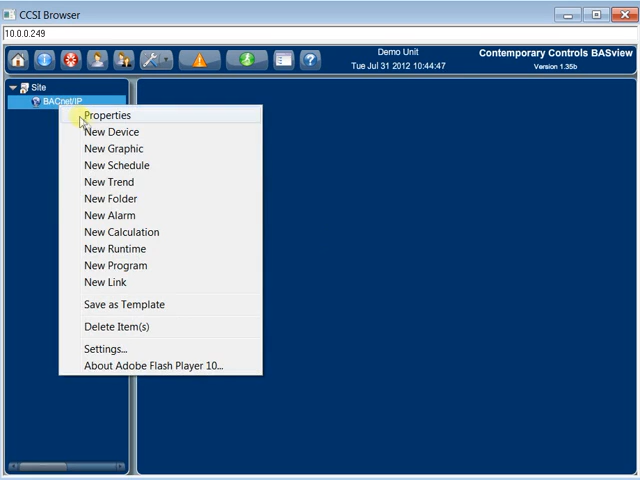 CCSI Browser
10.0.0.249
Demo Unit
Tue Jul 31 2012 10:44:47
Contemporary Controls BASview
Version 1.35b
Site
BACnet/IP
Properties
New Device
New Graphic
New Schedule
New Trend
New Folder
New Alarm
New Calculation
New Runtime
New Program
New Link
Save as Template
Delete Item(s)
Settings...
About Adobe Flash Player 10...